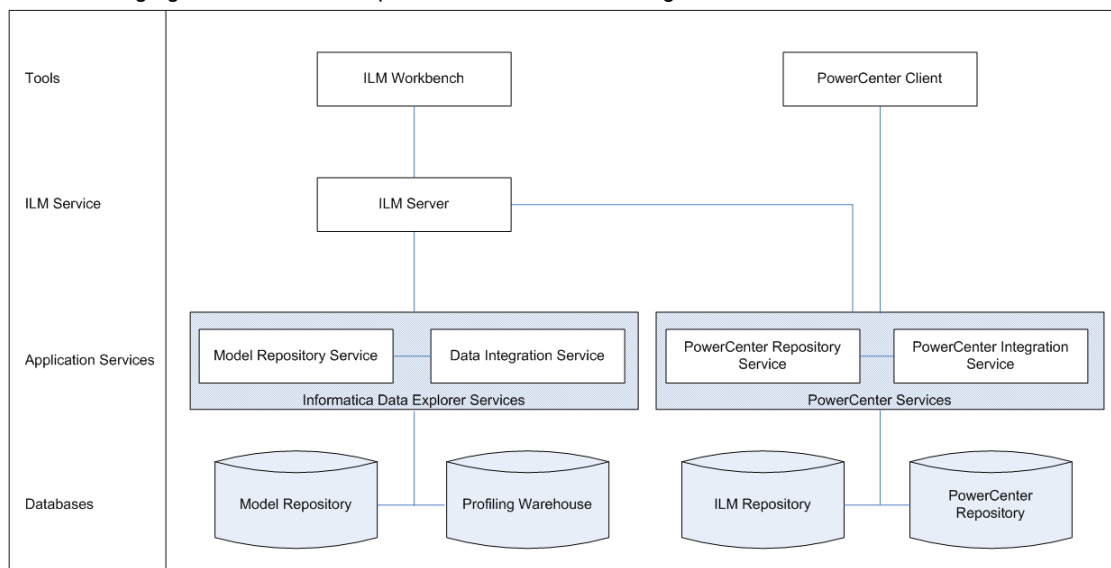 Tools
ILM Workbench
PowerCenter Client
ILM Service
ILM Server
Application Services
Model Repository Service
Data Integration Service
Informatica Data Explorer Services
PowerCenter Repository
Service
PowerCenter Integration
Service
PowerCenter Services
Databases
Model Repository
Profiling Warehouse
ILM Repository
PowerCenter
Repository